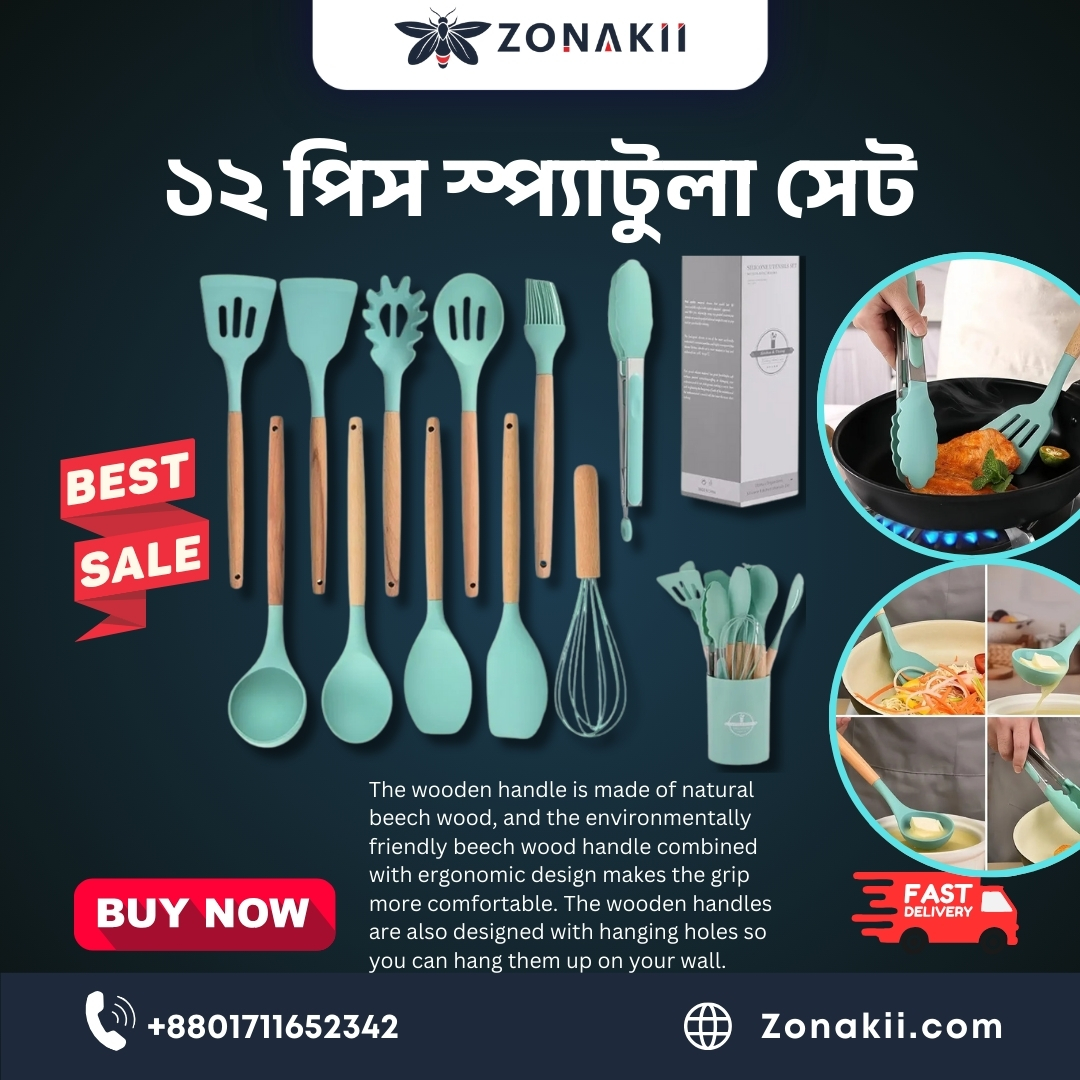 ZONAKII
১২ পিস স্প্যাটুলা সেট
BEST
SALE
The wooden handle is made of natural
beech wood, and the environmentally
friendly beech wood handle combined
with ergonomic design makes the grip
more comfortable. The wooden handles
are also designed with hanging holes so
you can hang them up on your wall.
BUY NOW
FAST
DELIVERY
+8801711652342
Zonakii.com